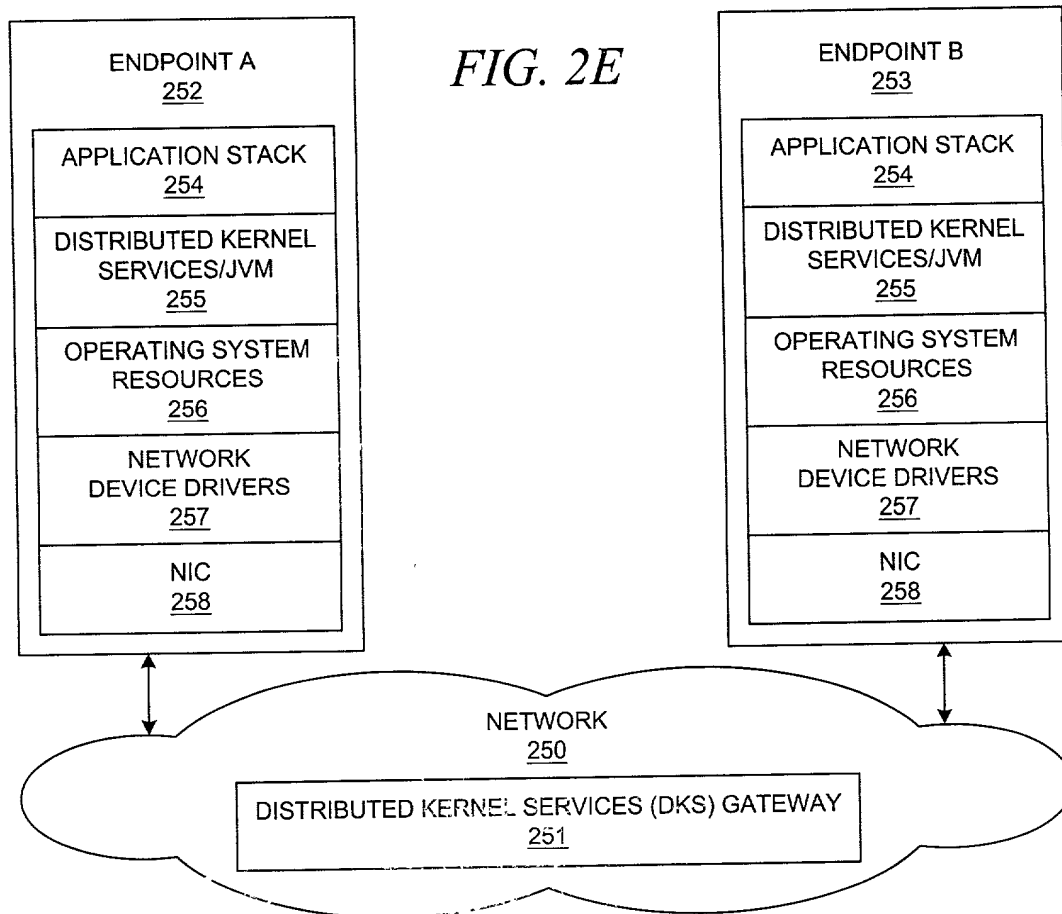 FIG. 2E
ENDPOINT A
252
APPLICATION STACK
254
DISTRIBUTED KERNEL
SERVICES/JVM
255
OPERATING SYSTEM
RESOURCES
256
NETWORK
DEVICE DRIVERS
257
NIC
258
ENDPOINT B
253
APPLICATION STACK
254
DISTRIBUTED KERNEL
SERVICES/JVM
255
OPERATING SYSTEM
RESOURCES
256
NETWORK
DEVICE DRIVERS
257
NIC
258
NETWORK
250
DISTRIBUTED KERNEL SERVICES (DKS) GATEWAY
251